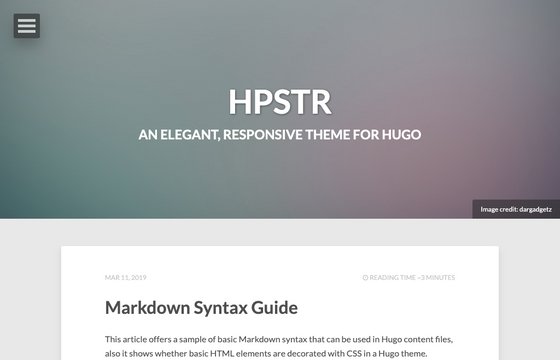 HPSTR
AN ELEGANT, RESPONSIVE THEME FOR HUGO
Image credit: dargadgetz
MAR 11, 2019
READING TIME ~3 MINUTES
Markdown Syntax Guide
This article offers a sample of basic Markdown syntax that can be used in Hugo content files,
also it shows whether basic HTML elements are decorated with CSS in a Hugo theme.